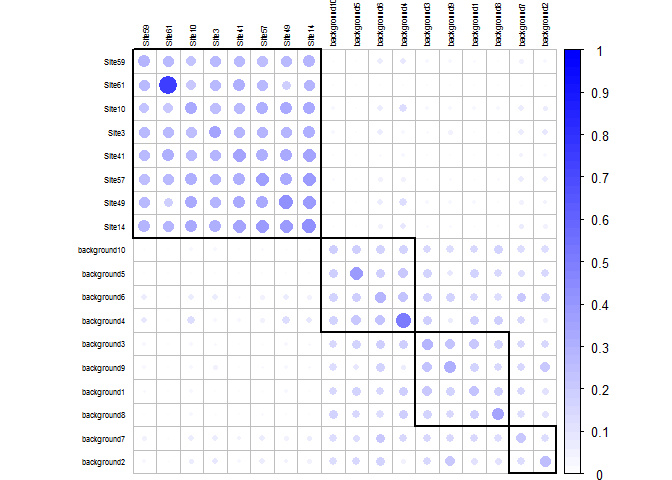 Site59
Site61
Site10
Site3
Site41
Site57
Site49
Site14
background10
background5
background6
background4
background3
background9
background1
background8
background7
background2
Site59
Site61
Site10
Site3
Site41
Site57
Site49
Site14
background10
background5
background6
background4
background3
background9
background1
background8
background7
background2
1
0.9
0.8
0.7
0.6
0.5
0.4
0.3
0.2
0.1
0